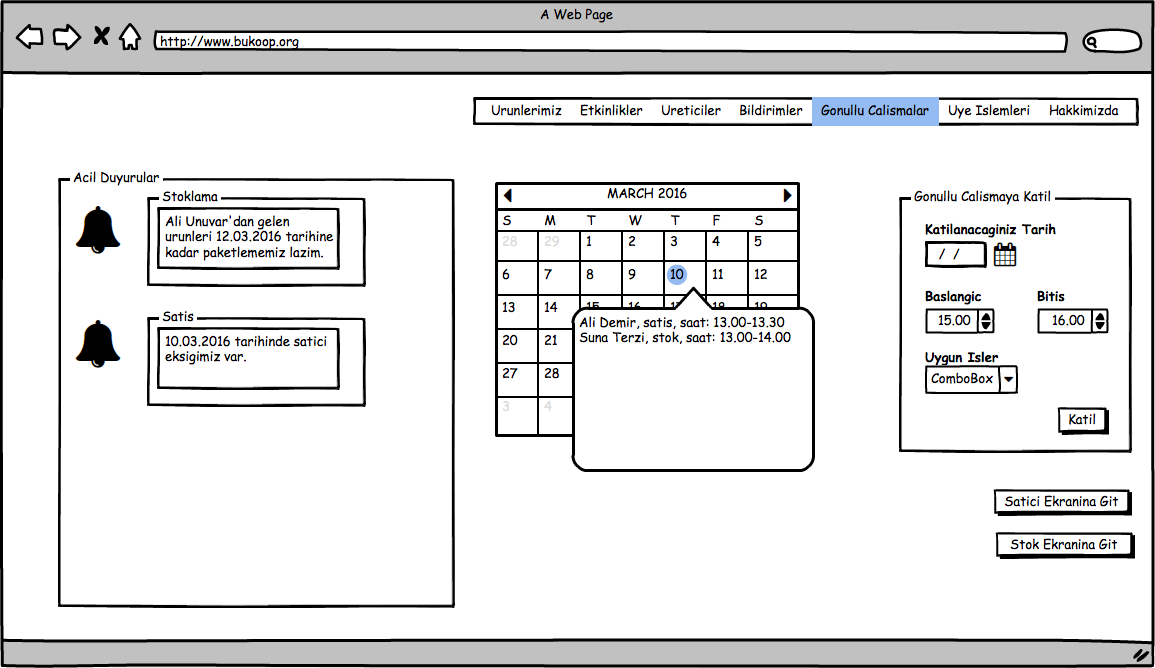 A Web Page
http://www.bukoop.org
Urunlerimiz Etkinlikler Ureticiler Bildirimler Gonullu Calismalar Uye Islemleri Hakkimizda
Acil Duyurular
Stoklama
Ali Unuvar'dan gelen
urunleri 12.03.2016 tarihine
kadar paketlememiz lazim.
Satis
10.03.2016 tarihinde satici
eksigimiz var.
MARCH 2016
S M T W T F S
28 29 1 2 3 4 5
6 7 8 9 10 11 12
13 14 15 16 17 18 19
20 21
27 28
3 4
Ali Demir, satis, saat: 13.00-13.30
Suna Terzi, stok, saat: 13.00-14.00
Gonullu Calismaya Katil
Katilanacaginiz Tarih
/ /
Baslangic Bitis
15.00 16.00
Uygun Isler
ComboBox
Katil
Satici Ekranina Git
Stok Ekranina Git